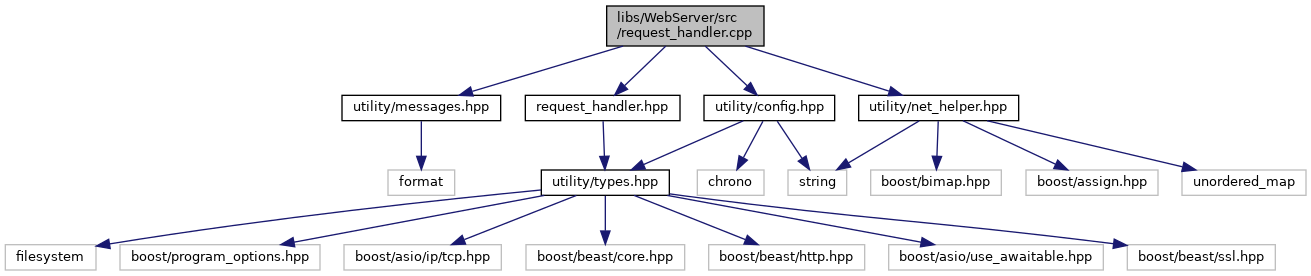 libs/WebServer/src
/request_handler.cpp
utility/messages.hpp
request_handler.hpp
utility/config.hpp
utility/net_helper.hpp
format
utility/types.hpp
chrono
string
boost/bimap.hpp
boost/assign.hpp
unordered_map
filesystem
boost/program_options.hpp
boost/asio/ip/tcp.hpp
boost/beast/core.hpp
boost/beast/http.hpp
boost/asio/use_awaitable.hpp
boost/beast/ssl.hpp